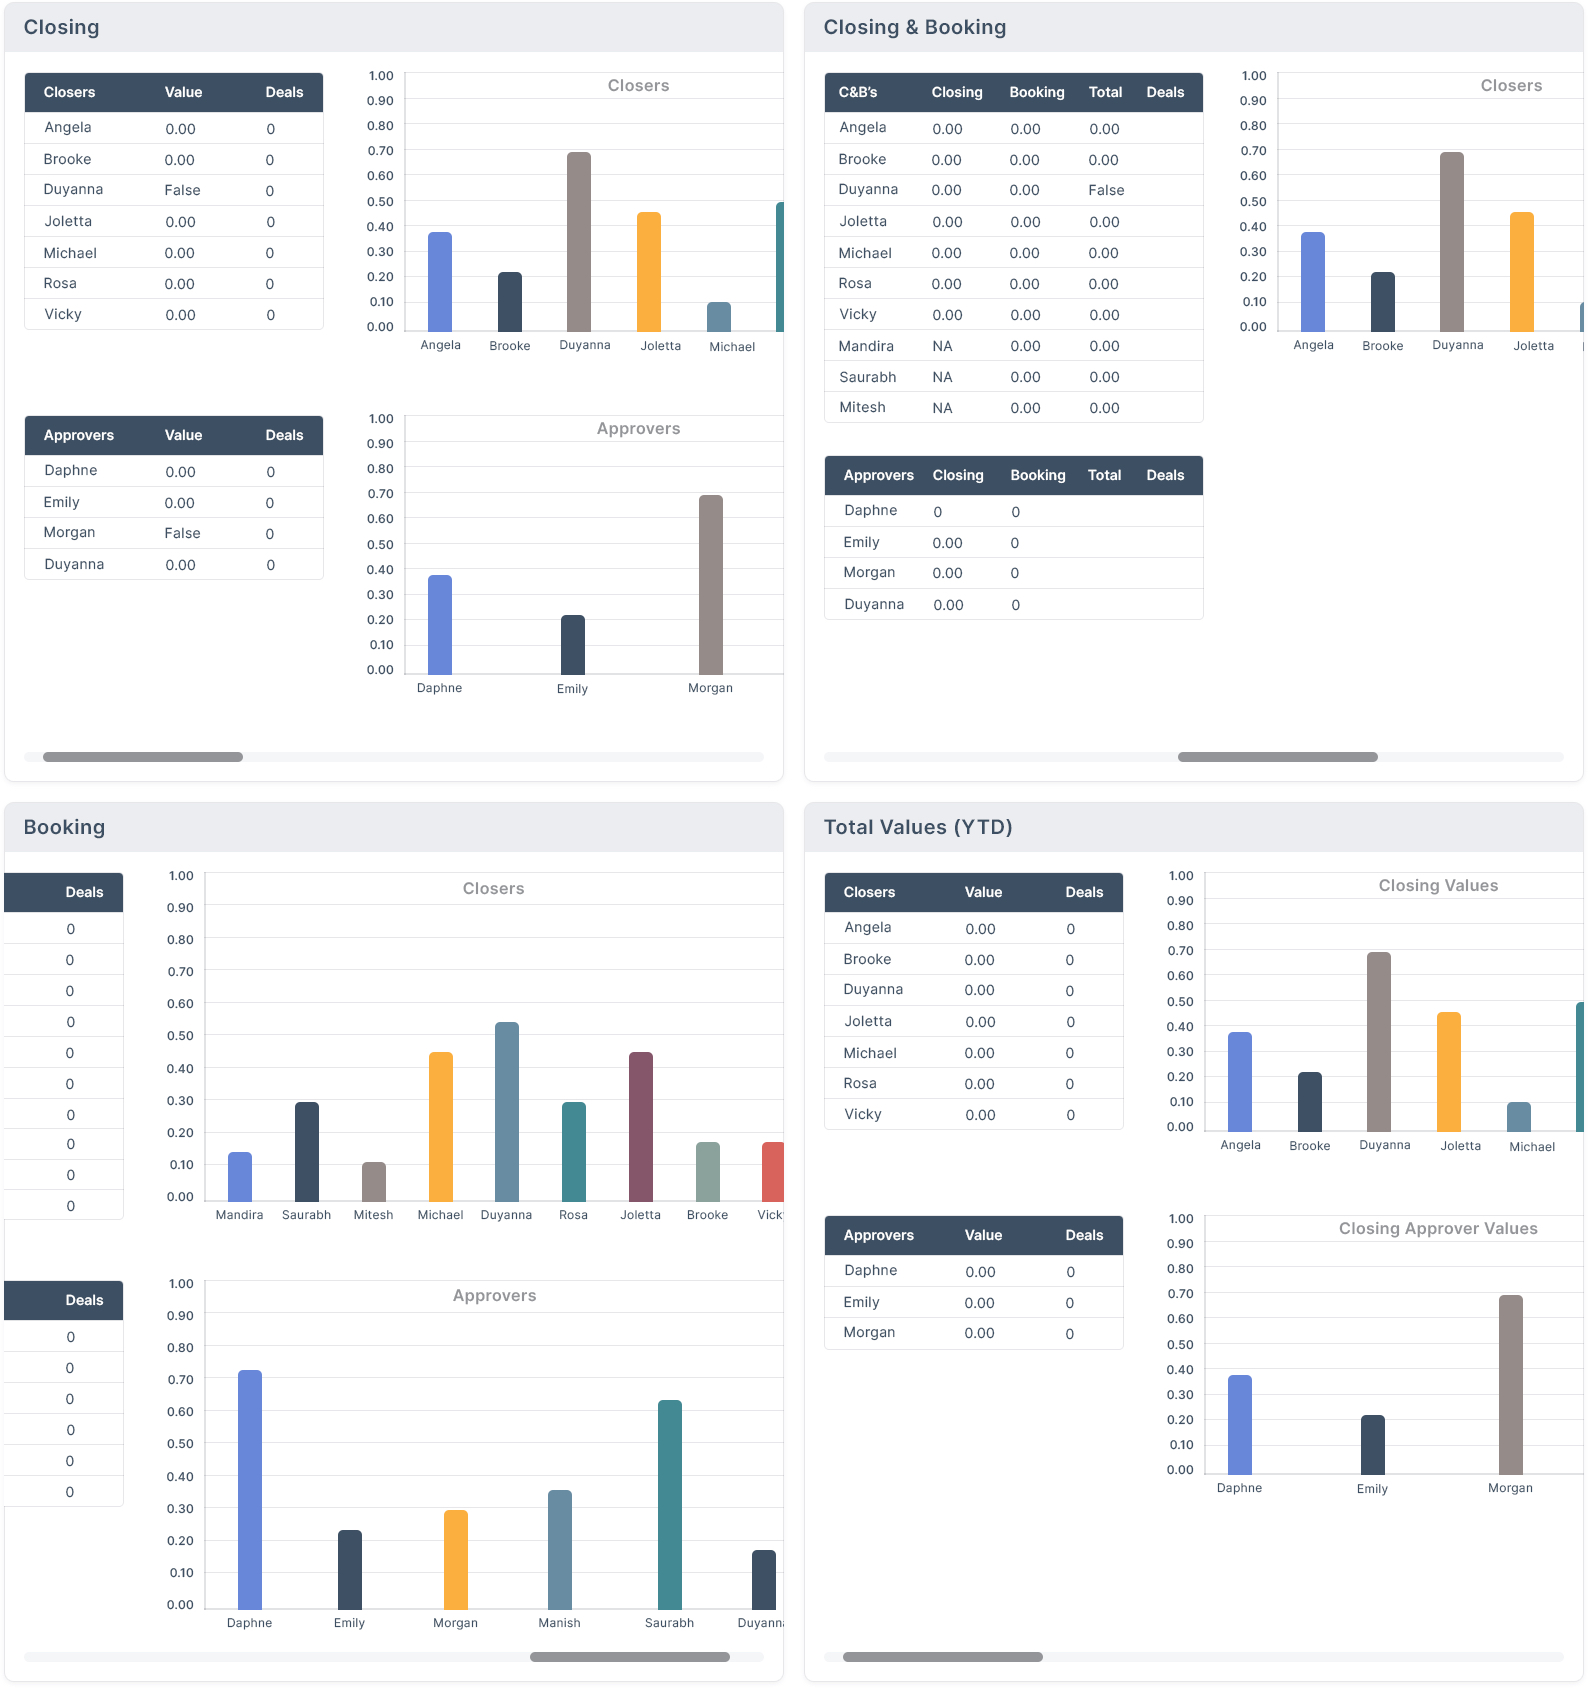 Closing
Closers Value Deals
Angela 0.00 0
Brooke 0.00 0
Duyanna False 0
Joletta 0.00 0
Michael 0.00 0
Rosa 0.00 0
Vicky 0.00 0
Closers
1.00
0.90
0.80
0.70
0.60
0.50
0.40
0.30
0.20
0.10
0.00
Angela Brooke Duyanna Joletta Michael
Approvers Value Deals
Daphne 0.00 0
Emily 0.00 0
Morgan False 0
Duyanna 0.00 0
Approvers
1.00
0.90
0.80
0.70
0.60
0.50
0.40
0.30
0.20
0.10
0.00
Daphne Emily Morgan
Closing & Booking
C&B's Closing Booking Total Deals
Angela 0.00 0.00 0.00
Brooke 0.00 0.00 0.00
Duyanna 0.00 0.00 False
Joletta 0.00 0.00 0.00
Michael 0.00 0.00 0.00
Rosa 0.00 0.00 0.00
Vicky 0.00 0.00 0.00
Mandira NA 0.00 0.00
Saurabh NA 0.00 0.00
Mitesh NA 0.00 0.00
Closers
1.00
0.90
0.80
0.70
0.60
0.50
0.40
0.30
0.20
0.10
0.00
Angela Brooke Duyanna Joletta
Approvers Closing Booking Total Deals
Daphne 0 0
Emily 0.00 0
Morgan 0.00 0
Duyanna 0.00 0
Booking
Deals
0
0
0
0
0
0
0
0
0
0
Closers
1.00
0.90
0.80
0.70
0.60
0.50
0.40
0.30
0.20
0.10
0.00
Mandira Saurabh Mitesh Michael Duyanna Rosa Joletta Brooke Vick
Deals
0
0
0
0
0
0
Approvers
1.00
0.90
0.80
0.70
0.60
0.50
0.40
0.30
0.20
0.10
0.00
Daphne Emily Morgan Manish Saurabh Duyann
Total Values (YTD)
Closers Value Deals
Angela 0.00 0
Brooke 0.00 0
Duyanna 0.00 0
Joletta 0.00 0
Michael 0.00 0
Rosa 0.00 0
Vicky 0.00 0
Closing Values
1.00
0.90
0.80
0.70
0.60
0.50
0.40
0.30
0.20
0.10
0.00
Angela Brooke Duyanna Joletta Michael
Approvers Value Deals
Daphne 0.00 0
Emily 0.00 0
Morgan 0.00 0
Closing Approver Values
1.00
0.90
0.80
0.70
0.60
0.50
0.40
0.30
0.20
0.10
0.00
Daphne Emily Morgan